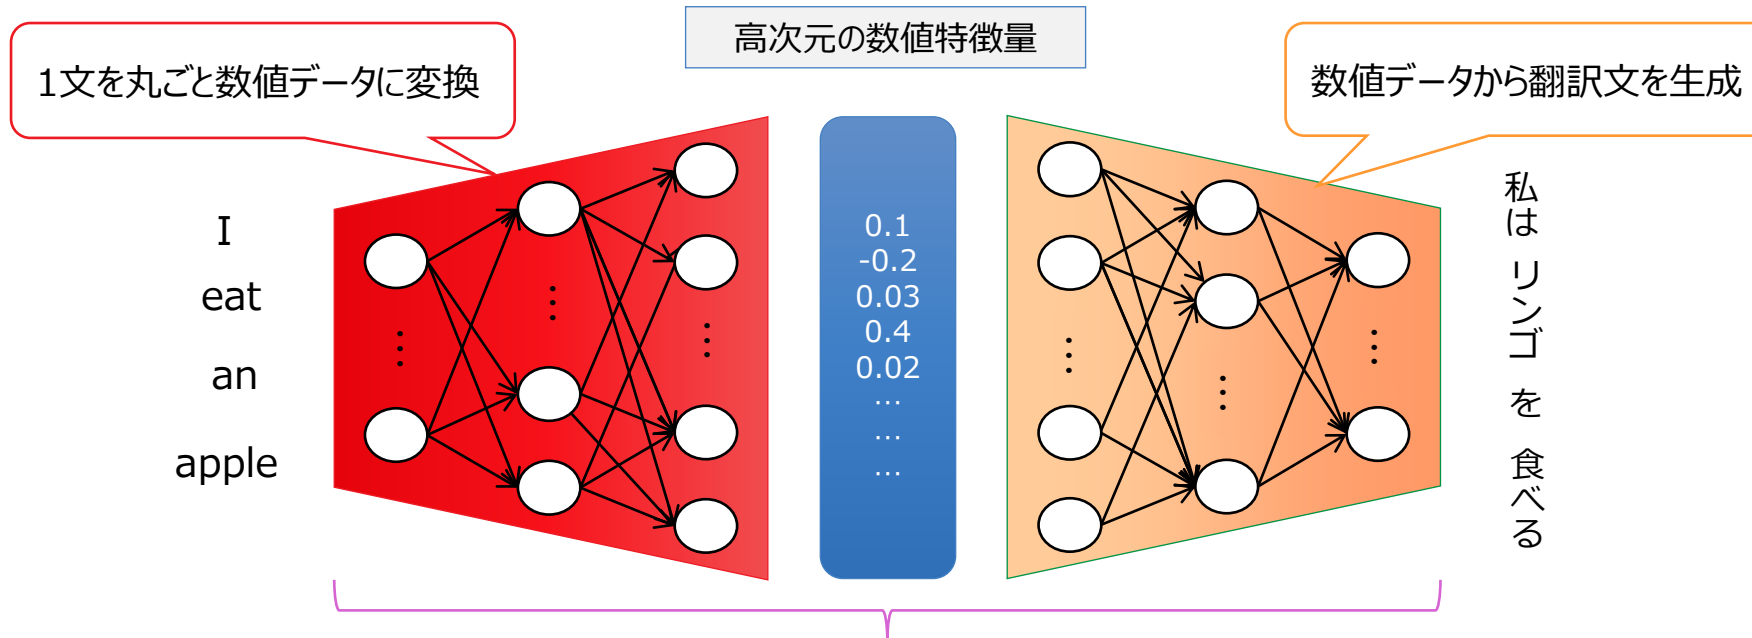 高次元の数値特徴量
1文を丸ごと数値データに変換
数値データから翻訳文を生成
I
eat
an
apple
0.1
-0.2
0.03
0.4
0.02
…
…
…
私は リンゴ を 食べる